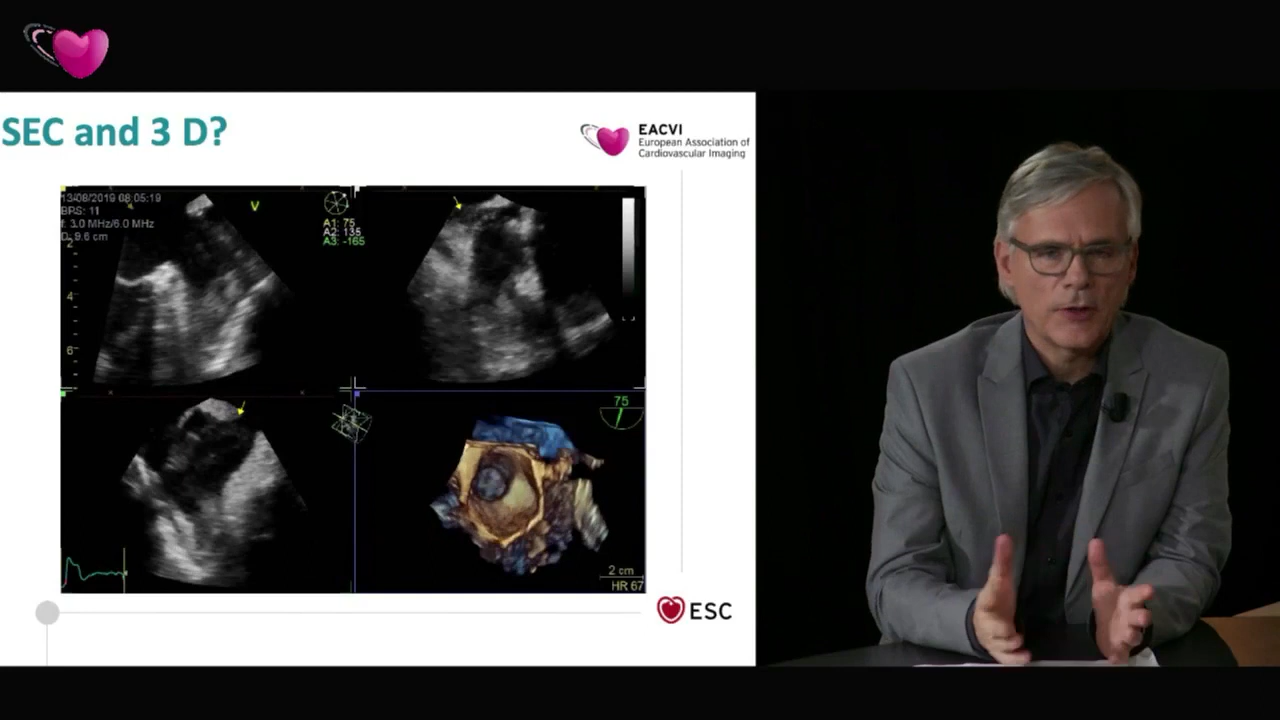 SEC and 3 D?
EACVI
European Association of
Cardiovascular Imaging
13/08/2019 08:05:19
BPS: 11
f: 3.0 MHz/6.0 MHz
D: 9.6 cm
2
4
6
V
A1: 75
A2: 135
A3: -165
75
2 cm
HR 67
ESC